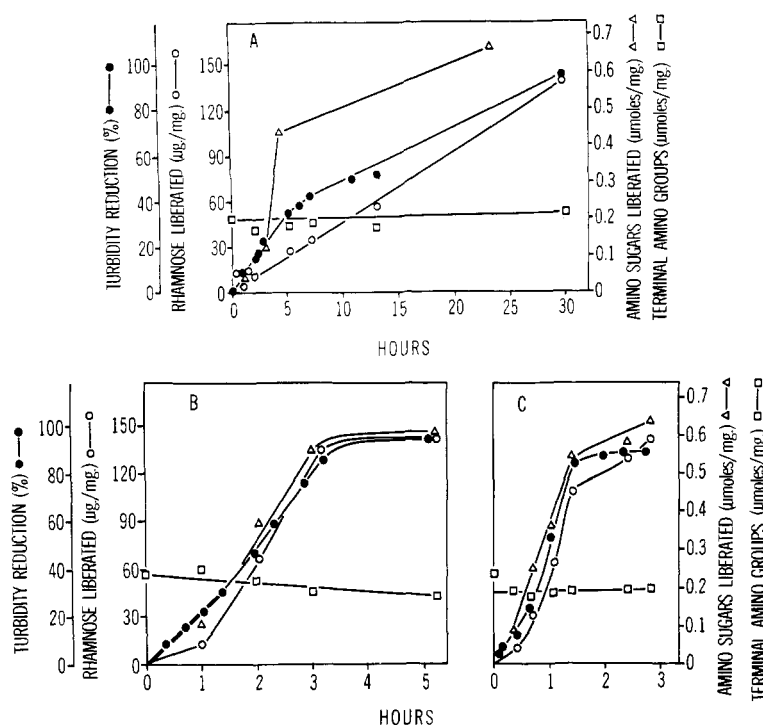 A
TURBIDITY REDUCTION (%)
100
80
60
40
20
0
RHAMNOSE LIBERATED (µg/mg.)
150
120
90
60
30
0
0.7
0.6
0.5
0.4
0.3
0.2
0.1
0
AMINO SUGARS LIBERATED (µmoles/mg.)
TERMINAL AMINO GROUPS (µmoles/mg.)
0 5 10 15 20 25 30
HOURS
B
TURBIDITY REDUCTION (%)
100
80
60
40
20
0
RHAMNOSE LIBERATED (µg/mg.)
150
120
90
60
30
0
0 1 2 3 4 5
C
0.7
0.6
0.5
0.4
0.3
0.2
0.1
0
AMINO SUGARS LIBERATED (µmoles/mg.)
TERMINAL AMINO GROUPS (µmoles/mg.)
0 1 2 3
HOURS